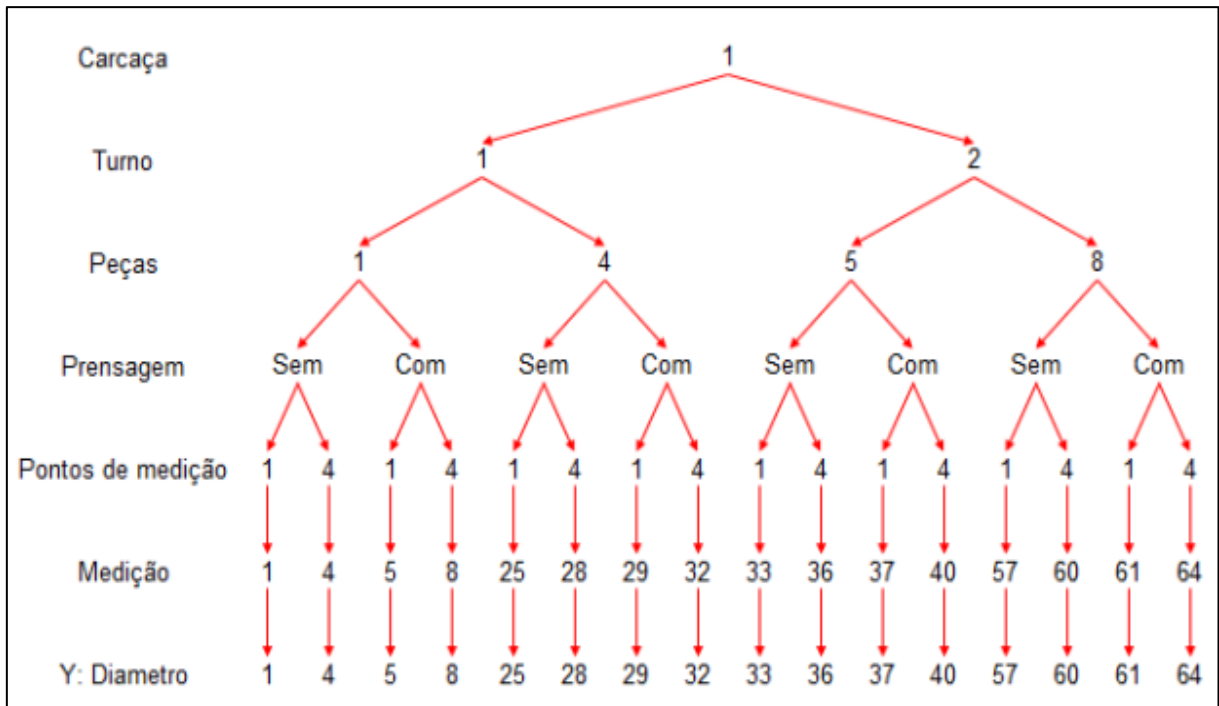 Carcaça 1
Turno 1 2
Peças 1 4 5 8
Prensagem Sem Com Sem Com Sem Com Sem Com
Pontos de medição 1 4 1 4 1 4 1 4 1 4 1 4 1 4 1 4
Medição 1 4 5 8 25 28 29 32 33 36 37 40 57 60 61 64
Y: Diametro 1 4 5 8 25 28 29 32 33 36 37 40 57 60 61 64